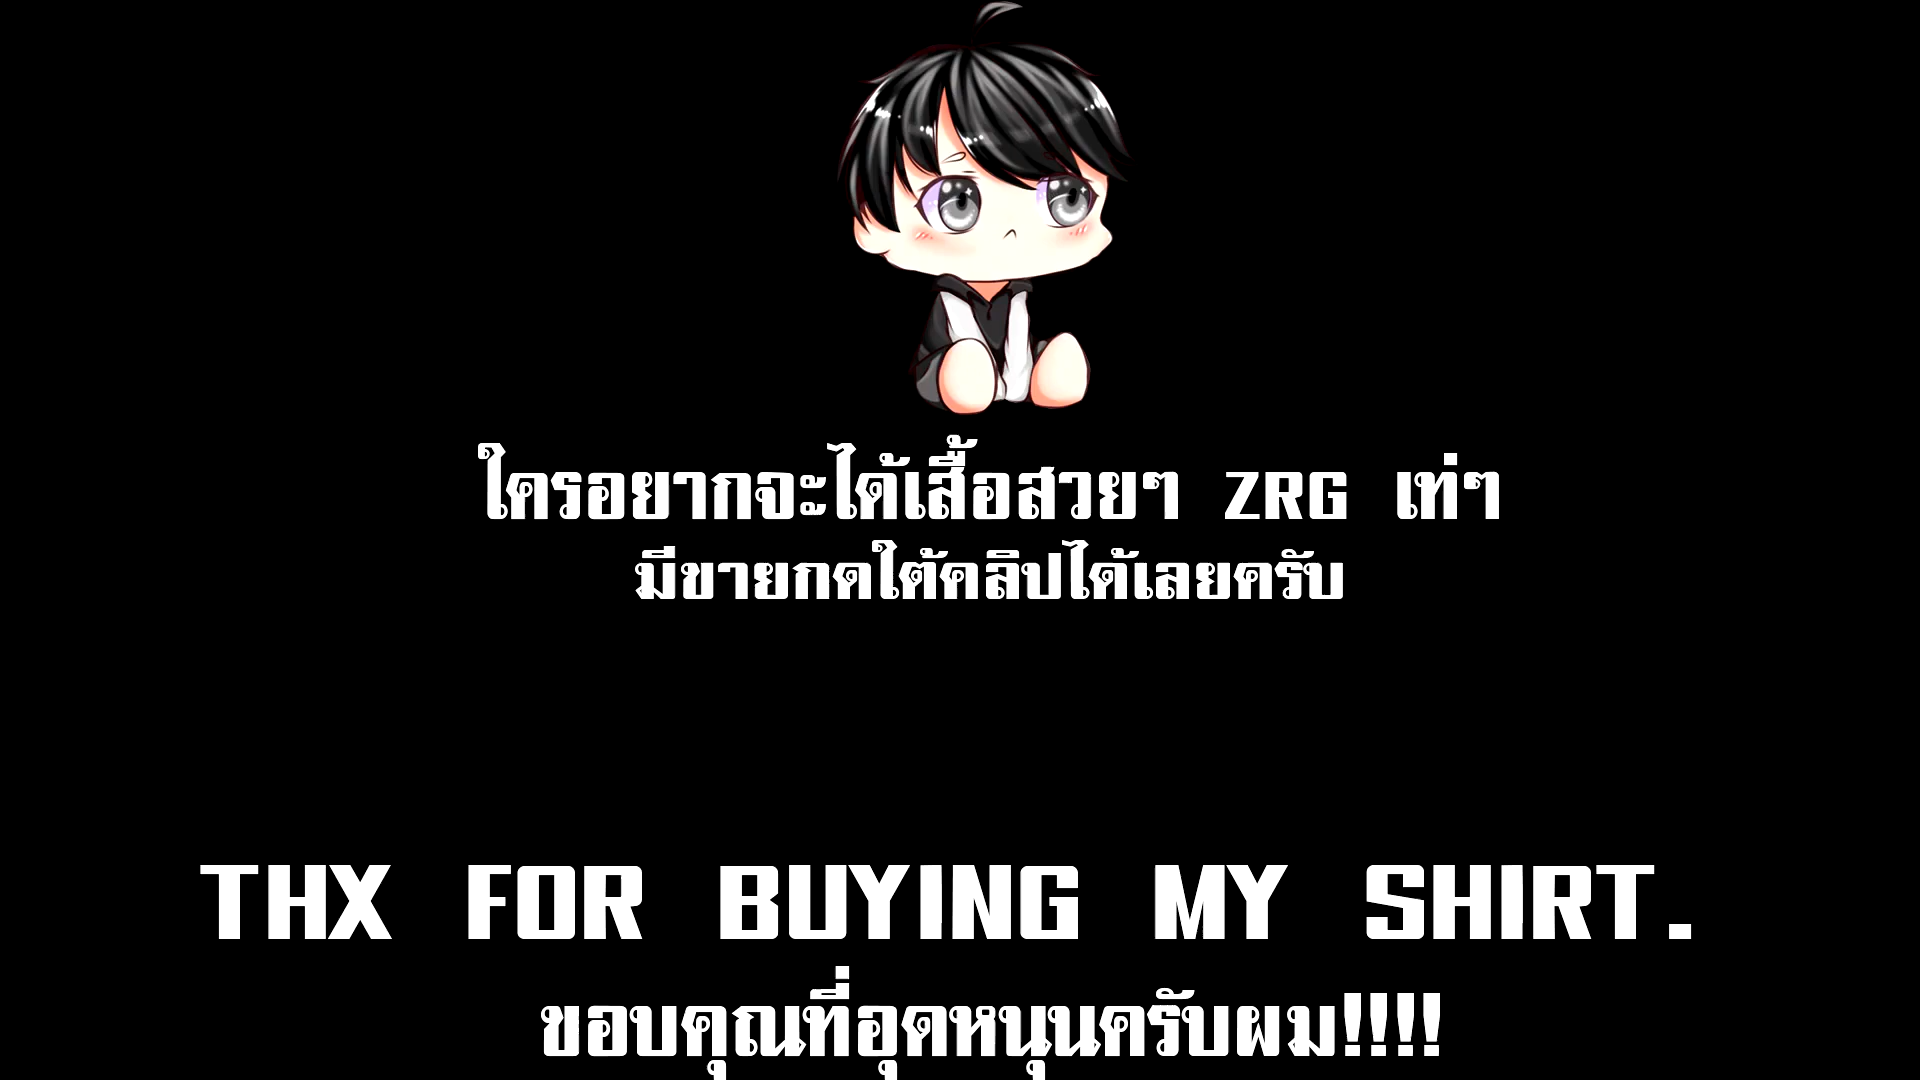 ใครอยากจะได้เสื้อสวยๆ ZRG เท่ๆ
มีขายกดใต้คลิปได้เลยครับ
THX FOR BUYING MY SHIRT.
ขอบคุณที่อุดหนุนครับผม!!!!